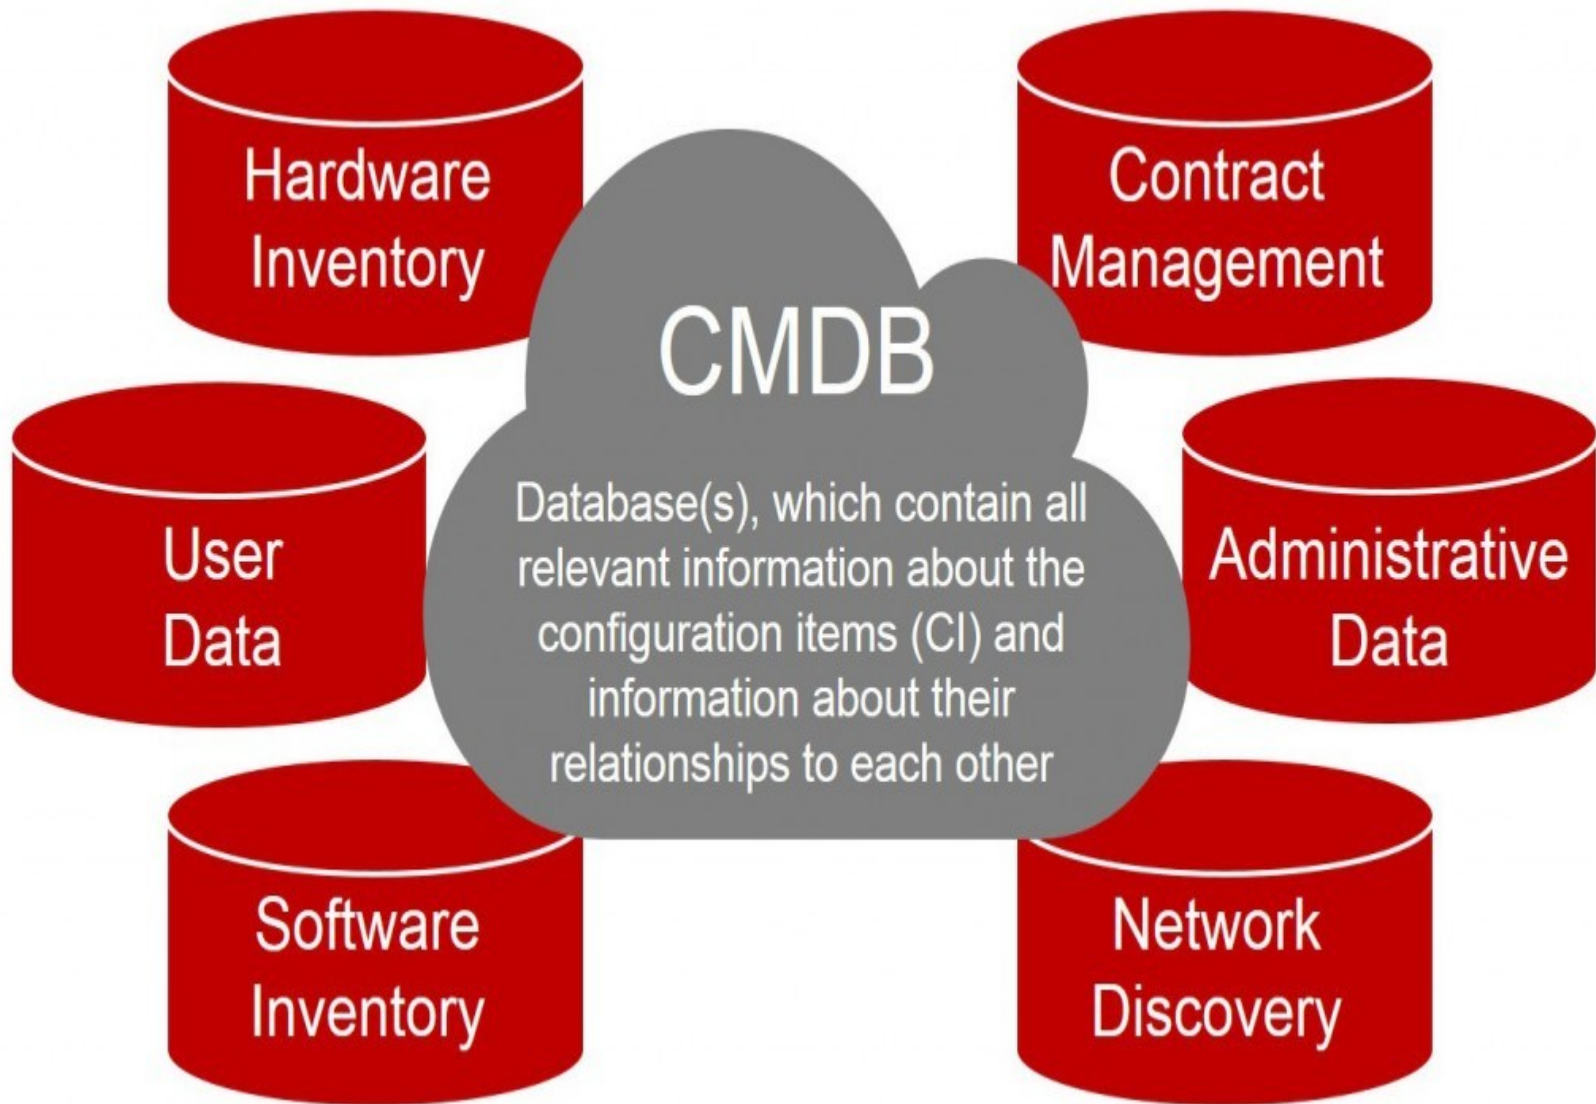 Hardware
Inventory
Contract
Management
CMDB
Database(s), which contain all
relevant information about the
configuration items (CI) and
information about their
relationships to each other
User
Data
Administrative
Data
Software
Inventory
Network
Discovery